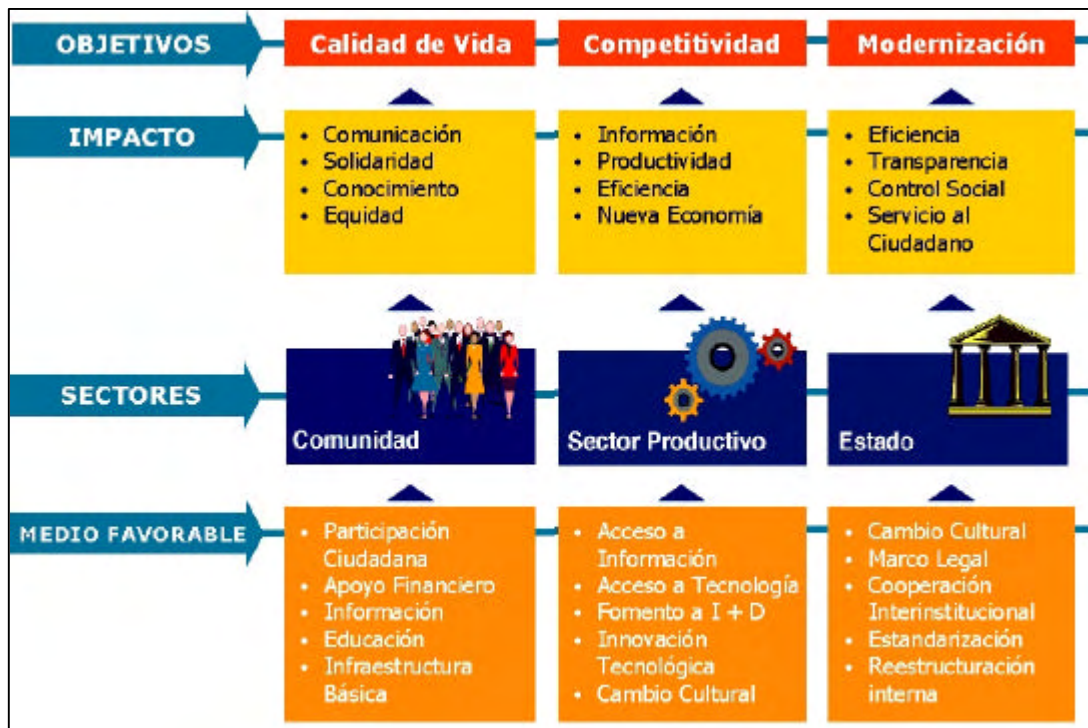 OBJETIVOS
Calidad de Vida
Competitividad
Modernización
IMPACTO
• Comunicación
• Solidaridad
• Conocimiento
• Equidad
• Información
• Productividad
• Eficiencia
• Nueva Economía
• Eficiencia
• Transparencia
• Control Social
• Servicio al
Ciudadano
SECTORES
Comunidad
Sector Productivo
Estado
MEDIO FAVORABLE
• Participación
Ciudadana
• Apoyo Financiero
• Información
• Educación
• Infraestructura
Básica
• Acceso a
Información
• Acceso a Tecnología
• Fomento a I + D
• Innovación
Tecnológica
• Cambio Cultural
• Cambio Cultural
• Marco Legal
• Cooperación
Interinstitucional
• Estandarización
• Reestructuración
interna